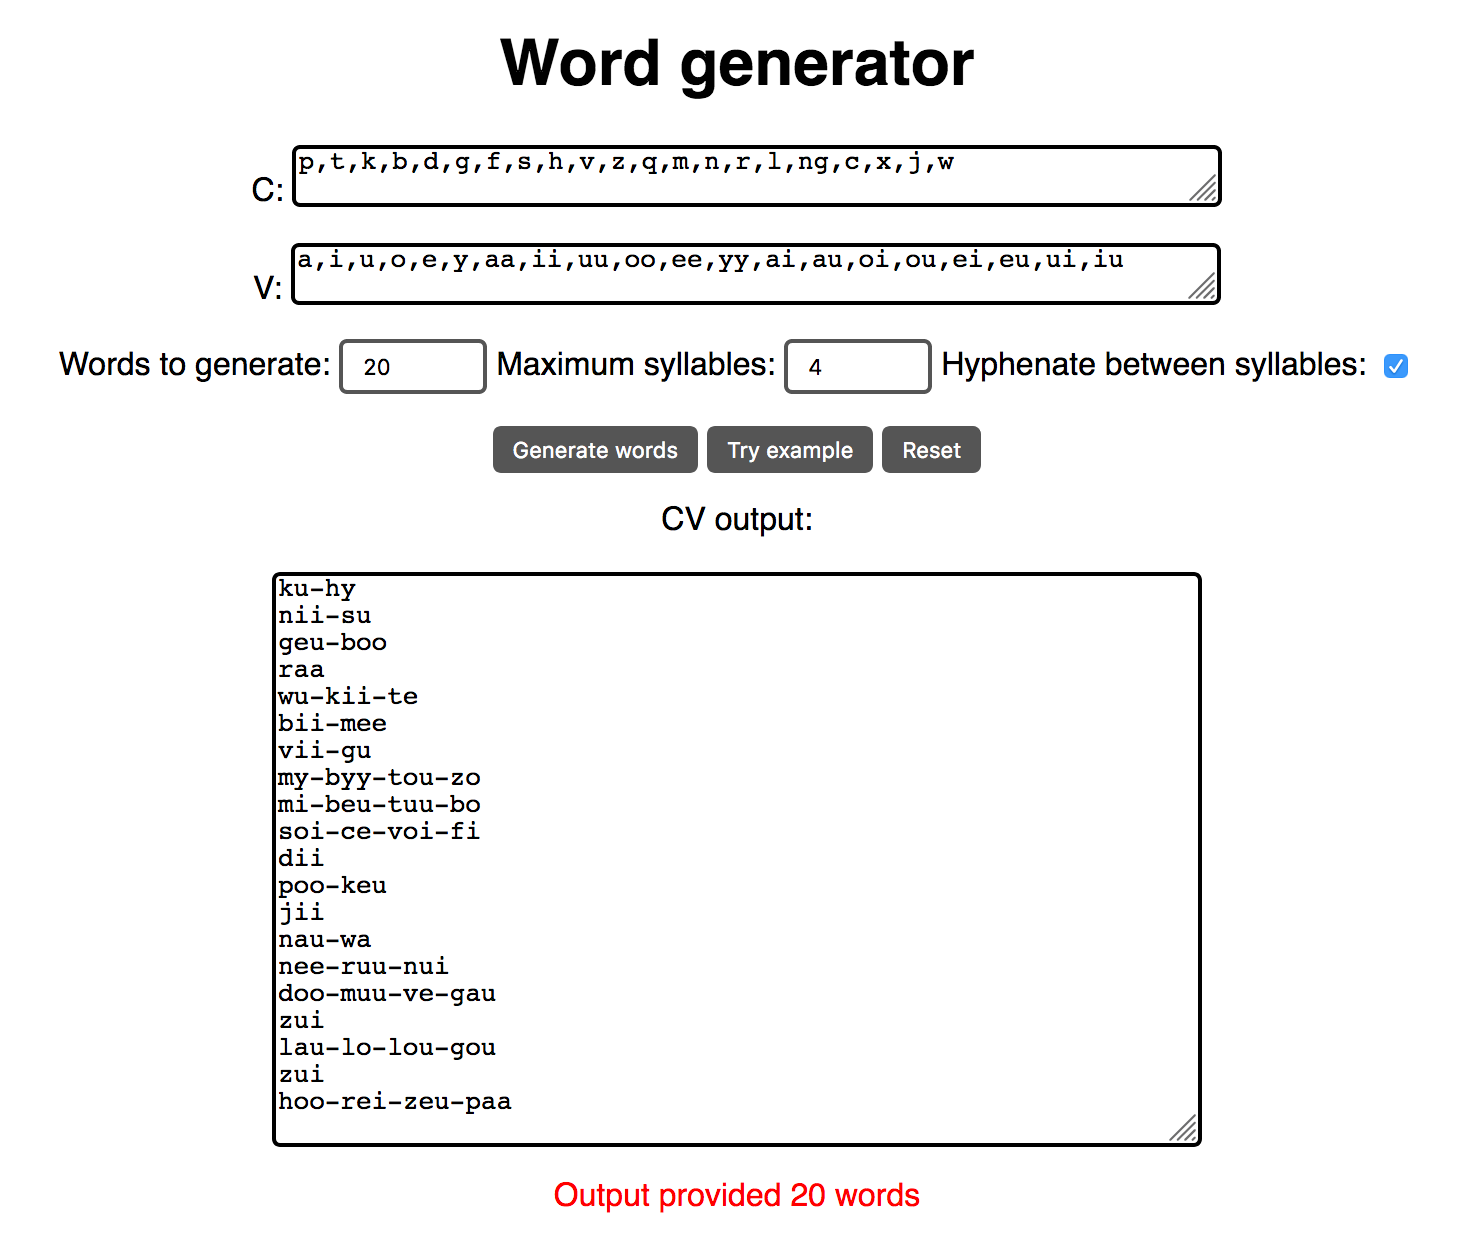 Word generator
C: p,t,k,b,d,g,f,s,h,v,z,q,m,n,r,l,ng,c,x,j,w
V: a,i,u,o,e,y,aa,ii,uu,oo,ee,yy,ai,au,oi,ou,ei,eu,ui,iu
Words to generate: 20 Maximum syllables: 4 Hyphenate between syllables:
Generate words Try example Reset
CV output:
ku-hy
nii-su
geu-boo
raa
wu-kii-te
bii-mee
vii-gu
my-byy-tou-zo
mi-beu-tuu-bo
soi-ce-voi-fi
dii
poo-keu
jii
nau-wa
nee-ruu-nui
doo-muu-ve-gau
zui
lau-lo-lou-gou
zui
hoo-rei-zeu-paa
Output provided 20 words